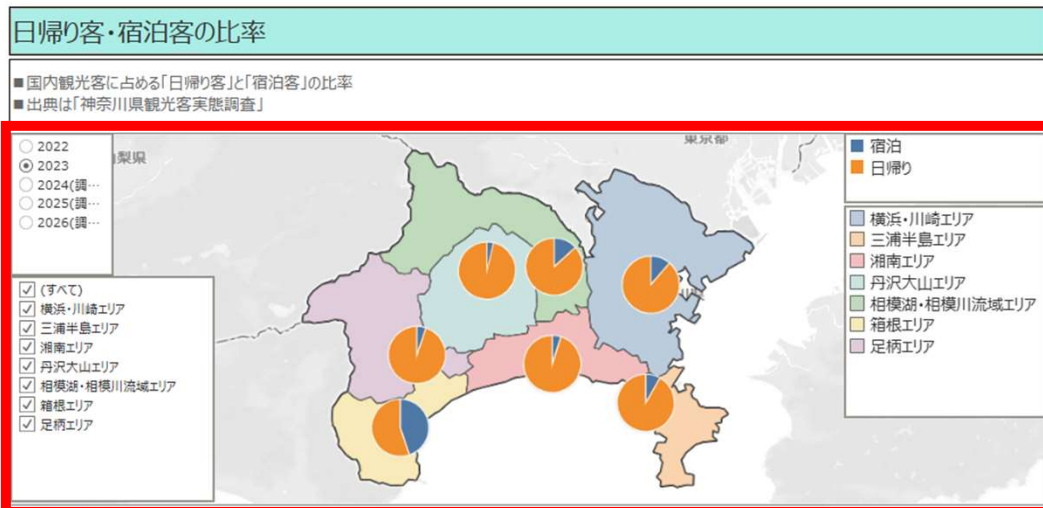 日帰り客・宿泊客の比率
■国内観光客に占める「日帰り客」と「宿泊客」の比率
■出典は「神奈川県観光客実態調査」
2022
2023
2024(調…
2025(調…
2026(調…
梨県
東京都
宿泊
日帰り
横浜・川崎エリア
三浦半島エリア
湘南エリア
丹沢大山エリア
相模湖・相模川流域エリア
箱根エリア
足柄エリア
(すべて)
横浜・川崎エリア
三浦半島エリア
湘南エリア
丹沢大山エリア
相模湖・相模川流域エリア
箱根エリア
足柄エリア